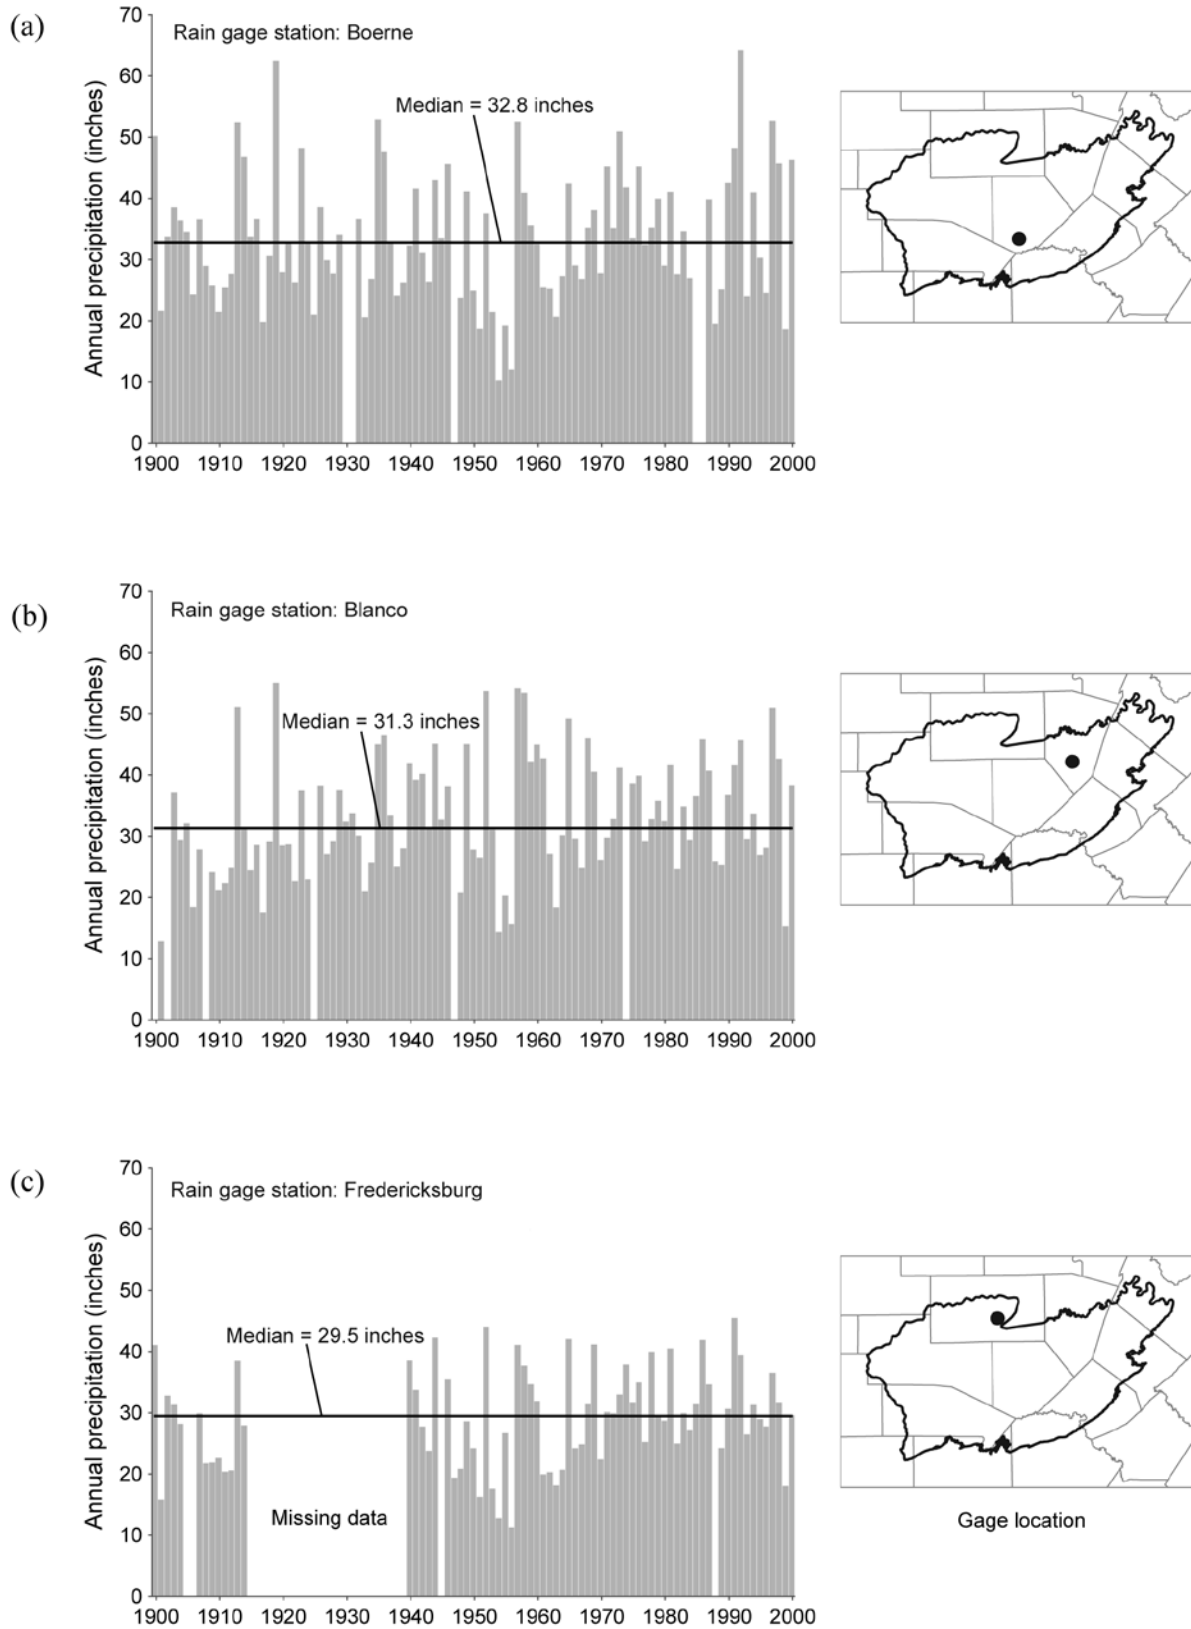 (a)
Rain gage station: Boerne
Median = 32.8 inches
Annual precipitation (inches)
70
60
50
40
30
20
10
0
1900 1910 1920 1930 1940 1950 1960 1970 1980 1990 2000
(b)
Rain gage station: Blanco
Median = 31.3 inches
Annual precipitation (inches)
70
60
50
40
30
20
10
0
1900 1910 1920 1930 1940 1950 1960 1970 1980 1990 2000
(c)
Rain gage station: Fredericksburg
Median = 29.5 inches
Missing data
Annual precipitation (inches)
70
60
50
40
30
20
10
0
1900 1910 1920 1930 1940 1950 1960 1970 1980 1990 2000
Gage location